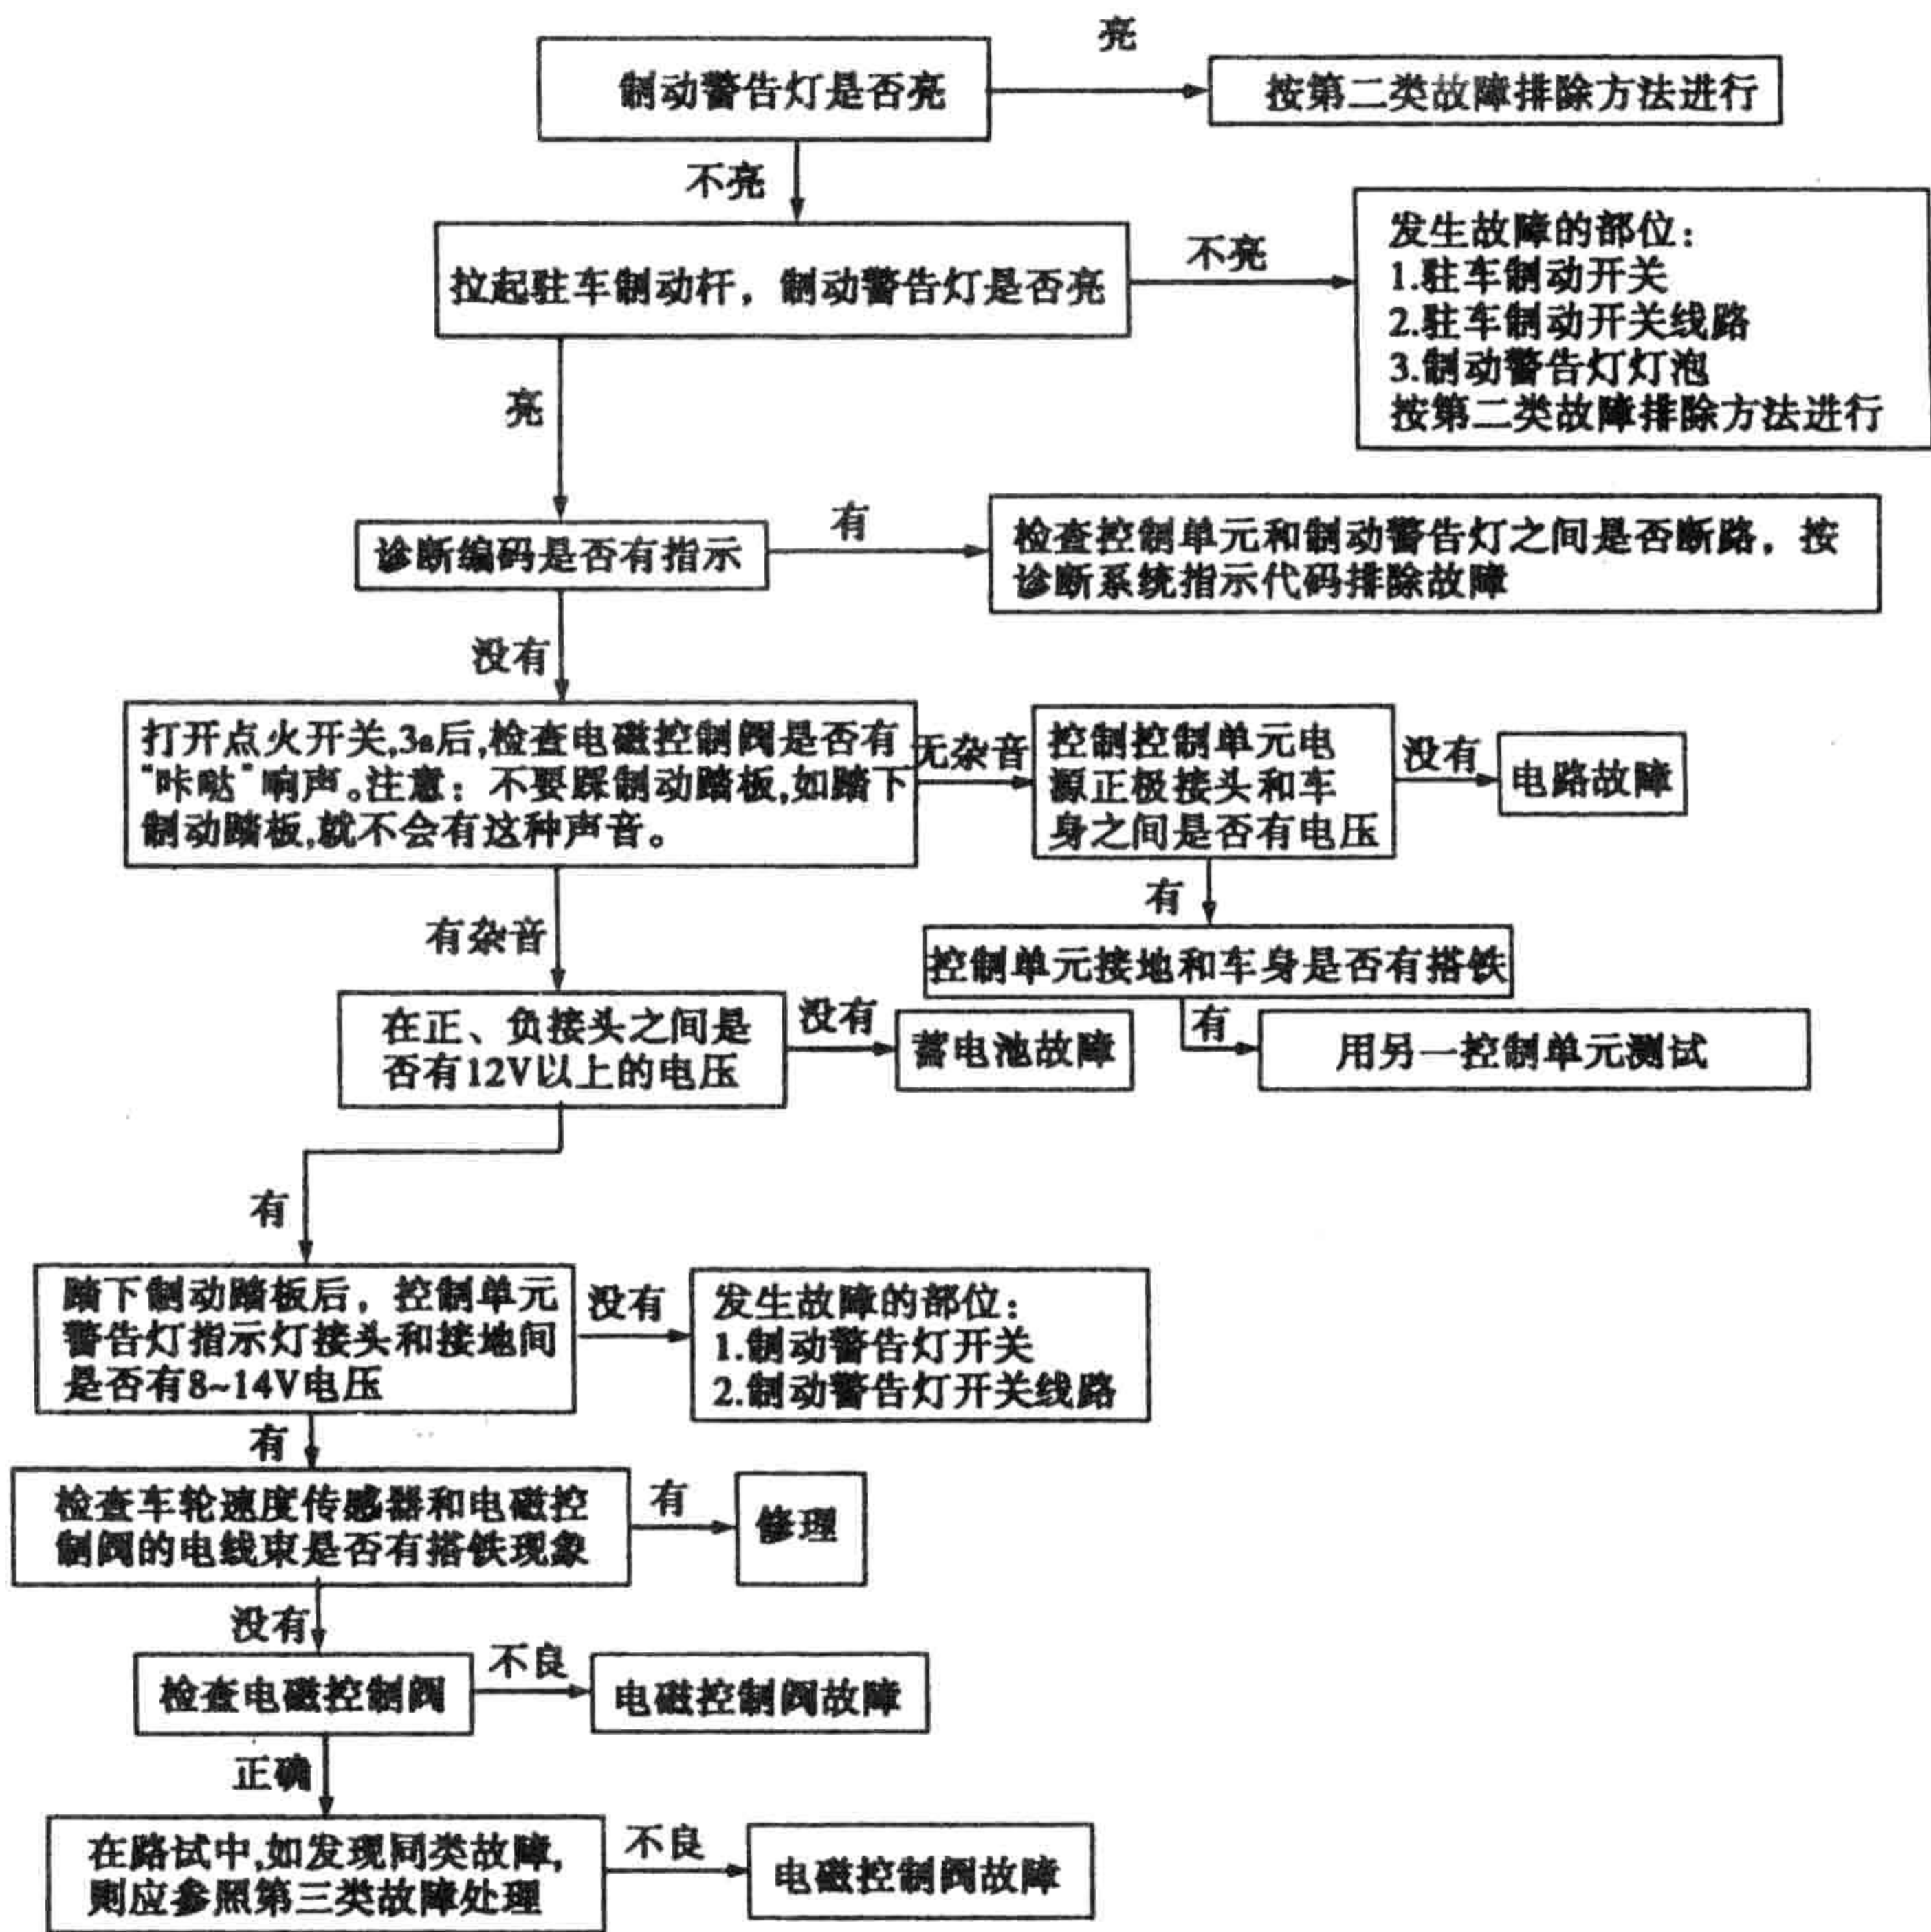 亮
制动警告灯是否亮
按第二类故障排除方法进行
不亮
拉起驻车制动杆，制动警告灯是否亮
不亮
发生故障的部位：
1.驻车制动开关
2.驻车制动开关线路
3.制动警告灯灯泡
按第二类故障排除方法进行
亮
诊断编码是否有指示
有
检查控制单元和制动警告灯之间是否断路，按
诊断系统指示代码排除故障
没有
打开点火开关,3s后,检查电磁控制阀是否有
“咔哒”响声。注意：不要踩制动踏板,如踏下
制动踏板,就不会有这种声音。
无杂音
控制控制单元电
源正极接头和车
身之间是否有电压
没有
电路故障
有
控制单元接地和车身是否有搭铁
有
用另一控制单元测试
有杂音
在正、负接头之间是
否有12V以上的电压
没有
蓄电池故障
有
踏下制动踏板后，控制单元
警告灯指示灯接头和接地间
是否有8~14V电压
没有
发生故障的部位：
1.制动警告灯开关
2.制动警告灯开关线路
有
检查车轮速度传感器和电磁控
制阀的电线束是否有搭铁现象
有
修理
没有
检查电磁控制阀
不良
电磁控制阀故障
正确
在路试中,如发现同类故障,
则应参照第三类故障处理
不良
电磁控制阀故障